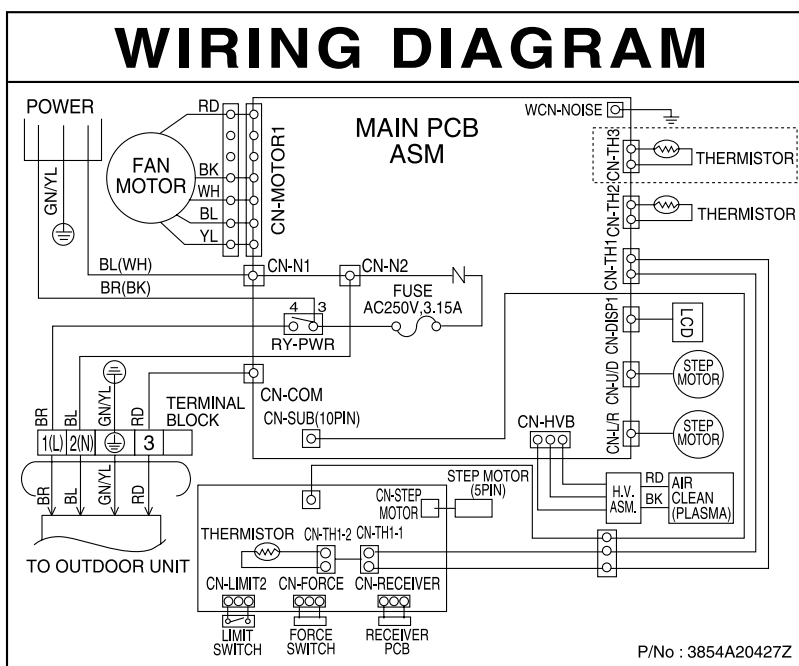 WIRING DIAGRAM
POWER
GN/YL
FAN
MOTOR
RD
BK
WH
BL
YL
CN-MOTOR1
MAIN PCB
ASM
WCN-NOISE
CN-TH3
THERMISTOR
CN-TH2
THERMISTOR
CN-TH1
BL(WH)
CN-N1
CN-N2
N
BR(BK)
4 3
RY-PWR
FUSE
AC250V,3.15A
CN-DISP1
LCD
CN-U/D
STEP
MOTOR
CN-L/R
STEP
MOTOR
BR
BL
GN/YL
RD
TERMINAL
BLOCK
1(L)
2(N)
3
CN-COM
CN-SUB(10PIN)
CN-HVB
H.V.
ASM.
RD
BK
AIR
CLEAN
(PLASMA)
BR
BL
GN/YL
RD
TO OUTDOOR UNIT
CN-STEP
MOTOR
STEP MOTOR
(5PIN)
THERMISTOR
CN-TH1-2
CN-TH1-1
CN-LIMIT2
CN-FORCE
CN-RECEIVER
LIMIT
SWITCH
FORCE
SWITCH
RECEIVER
PCB
P/No : 3854A20427Z